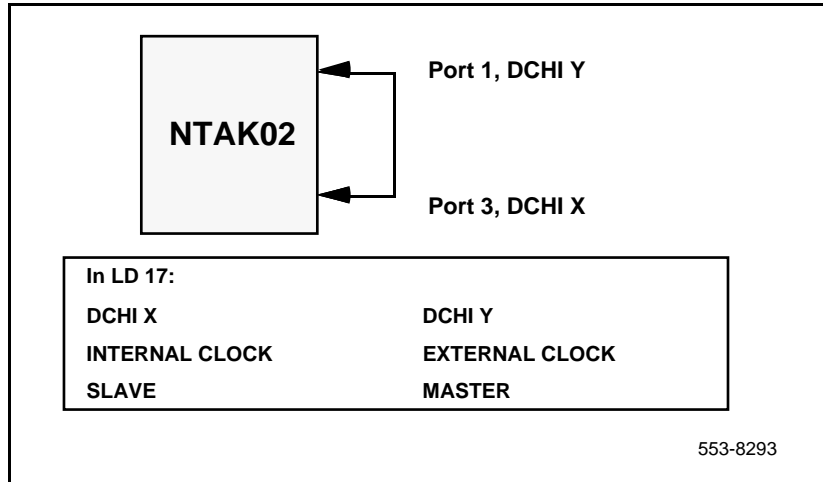 Port 1, DCHI Y
NTAK02
Port 3, DCHI X
In LD 17:
DCHI X DCHI Y
INTERNAL CLOCK EXTERNAL CLOCK
SLAVE MASTER
553-8293